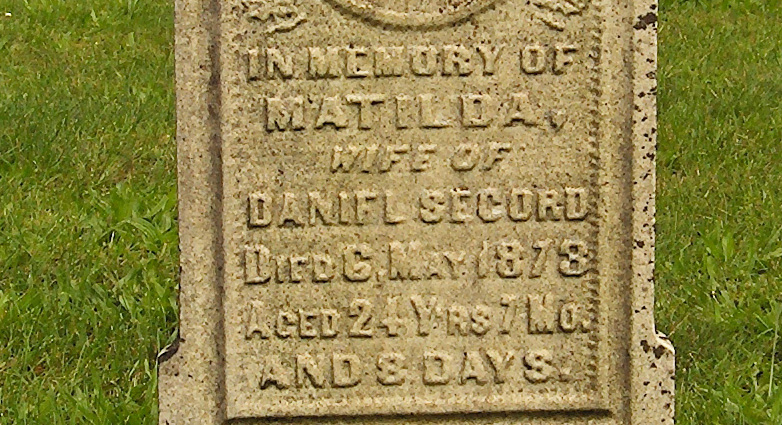 IN MEMORY OF
MATILDA,
WIFE OF
DANIEL SECORD
DIED 6, MAY 1873
AGED 24 YRS 7 MO.
AND 8 DAYS.